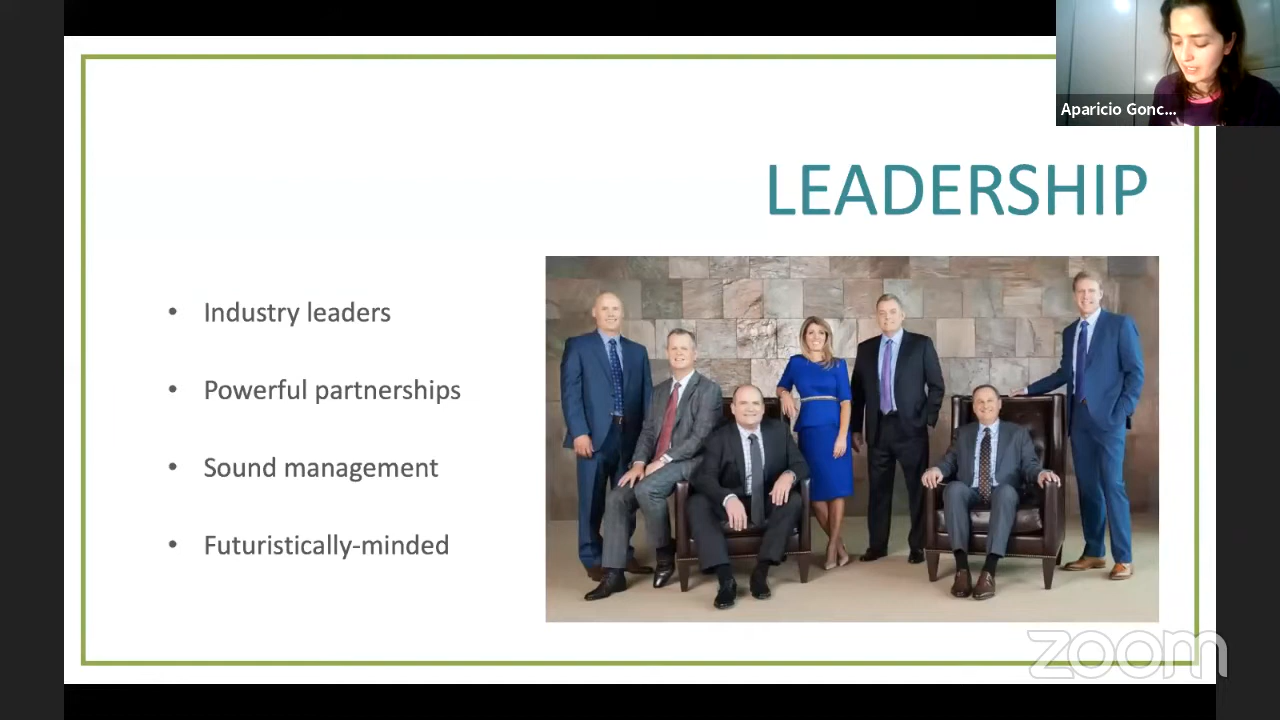 Aparicio Gonc...
LEADERSHIP
• Industry leaders
• Powerful partnerships
• Sound management
• Futuristically-minded
zoom